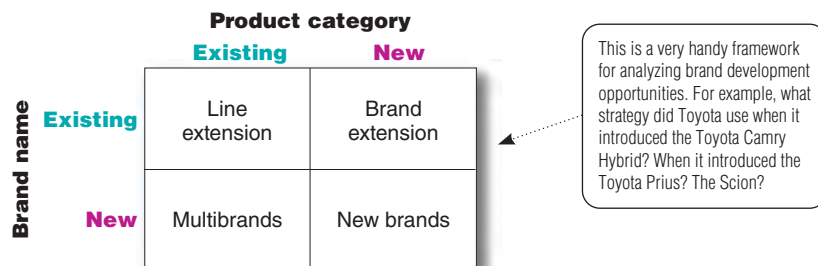 Product category
Existing New
Brand name
Existing
Line
extension
Brand
extension
New
Multibrands
New brands
This is a very handy framework
for analyzing brand development
opportunities. For example, what
strategy did Toyota use when it
introduced the Toyota Camry
Hybrid? When it introduced the
Toyota Prius? The Scion?